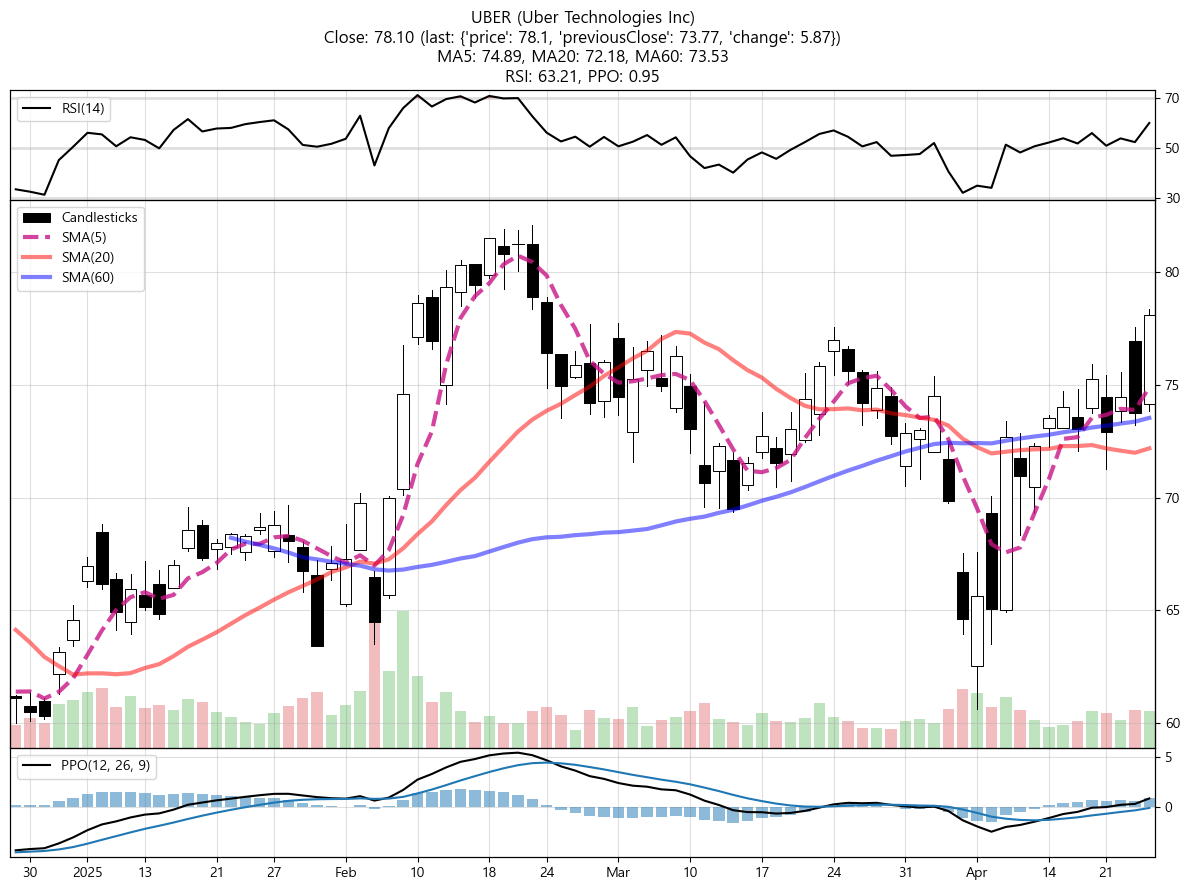 UBER (Uber Technologies Inc)
Close: 78.10 (last: {'price': 78.1, 'previousClose': 73.77, 'change': 5.87})
MA5: 74.89, MA20: 72.18, MA60: 73.53
RSI: 63.21, PPO: 0.95
RSI(14)
70
50
30
Candlesticks
SMA(5)
SMA(20)
SMA(60)
80
75
70
65
60
PPO(12, 26, 9)
5
0
30 2025 13 21 27 Feb 10 18 24 Mar 10 17 24 31 Apr 14 21